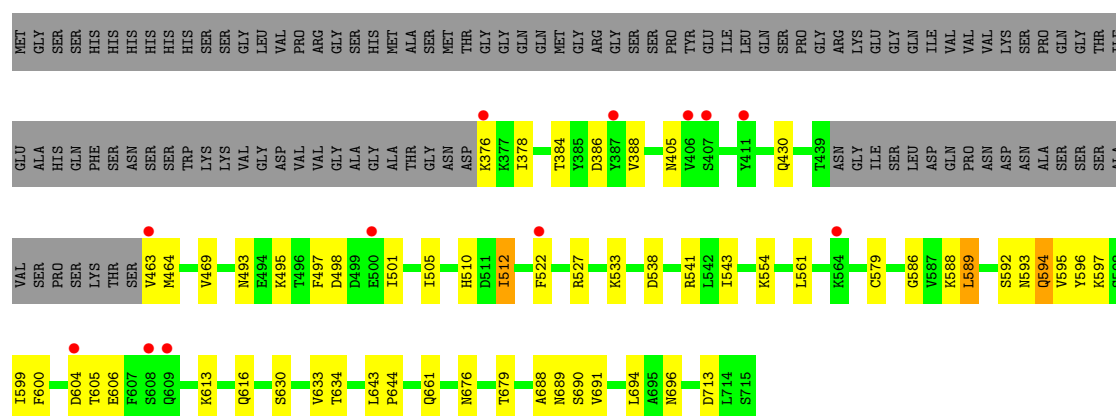 MET GLY SER SER HIS HIS HIS HIS HIS HIS SER SER GLY LEU VAL PRO ARG GLY SER HIS MET ALA SER MET THR GLY GLY GLN GLN MET GLY ARG GLY SER SER PRO TYR GLU ILE LEU GLN SER PRO GLY ARG LYS GLU GLY GLN ILE VAL VAL VAL LYS SER PRO GLN GLY THR
GLU ALA HIS GLN PHE SER ASN SER SER TRP LYS LYS VAL GLY ASP VAL VAL GLY ALA GLY ALA THR GLY ASN ASP K376 K377 I378 T384 Y385 D386 Y387 V388 N405 V406 S407 Y411 Q430 T439 ASN GLY ILE SER LEU ASP GLN PRO ASN ASP ASN ALA SER SER SER
VAL SER PRO SER LYS THR SER V463 M464 V469 N493 E494 K495 T496 F497 D498 D499 E500 I501 I505 H510 D511 I512 F522 R527 K533 D538 R541 L542 I543 K554 L561 K564 C579 G586 V587 K588 L589 S592 N593 Q594 V595 Y596 K597
I599 F600 D604 T605 E606 F607 S608 Q609 K613 Q616 S630 V633 T634 L643 P644 Q661 N676 T679 A688 N689 S690 V691 L694 A695 N696 D713 L714 S715